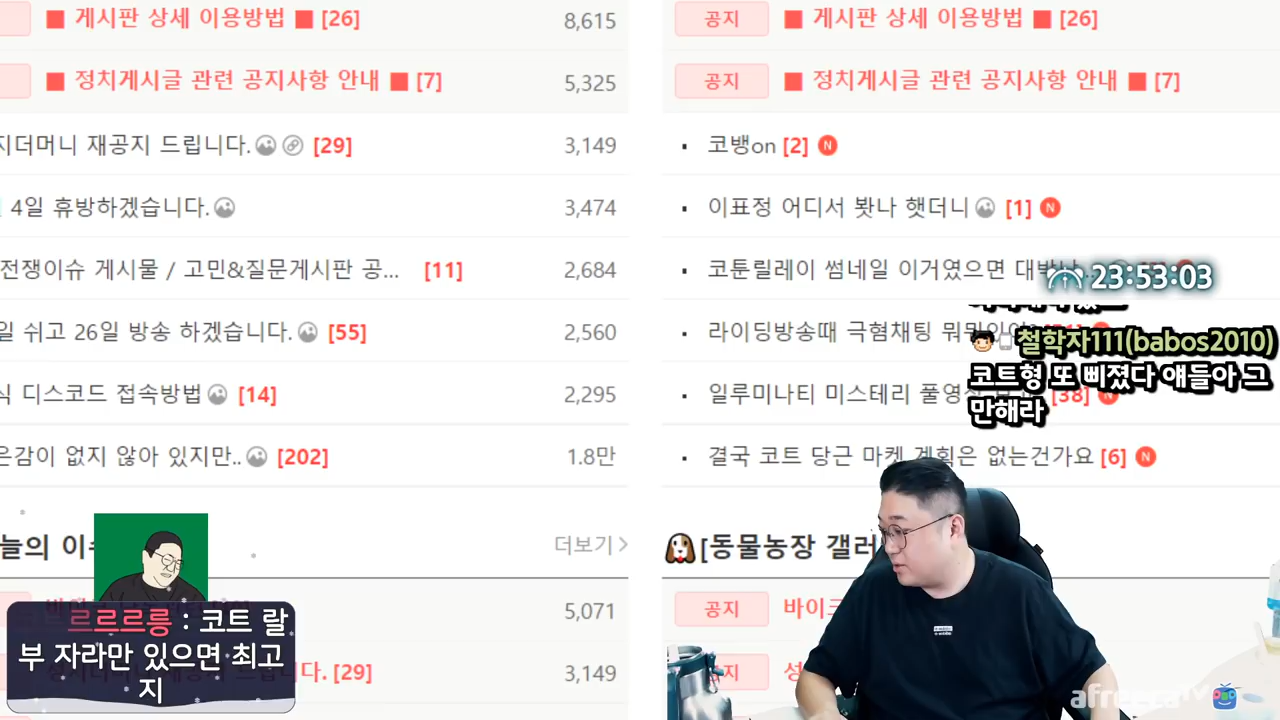 ■ 게시판 상세 이용방법 ■ [26]
8,615
■ 정치게시글 관련 공지사항 안내 ■ [7]
5,325
지더머니 재공지 드립니다. [29]
3,149
4일 휴방하겠습니다.
3,474
전쟁이슈 게시물 / 고민&질문게시판 공... [11]
2,684
일 쉬고 26일 방송 하겠습니다. [55]
2,560
식 디스코드 접속방법 [14]
2,295
은감이 없지 않아 있지만.. [202]
1.8만
늘의 이슈
더보기
5,071
[29]
3,149
르르르릉 : 코트 랄
부 자라만 있으면 최고
지
공지 ■ 게시판 상세 이용방법 ■ [26]
공지 ■ 정치게시글 관련 공지사항 안내 ■ [7]
코뱅on [2] N
이표정 어디서 봣나 햇더니 [1] N
코툰릴레이 썸네일 이거였으면
23:53:03
라이딩방송때 극혐채팅
철학자111(babos2010)
코트형 또 삐졌다 얘들아 그
만해라
일루미나티 미스테리 풀영상 [38] N
결국 코트 당근 마켓 계획은 없는건가요 [6] N
[동물농장 갤러
공지 바이크
공지
afreecaTV